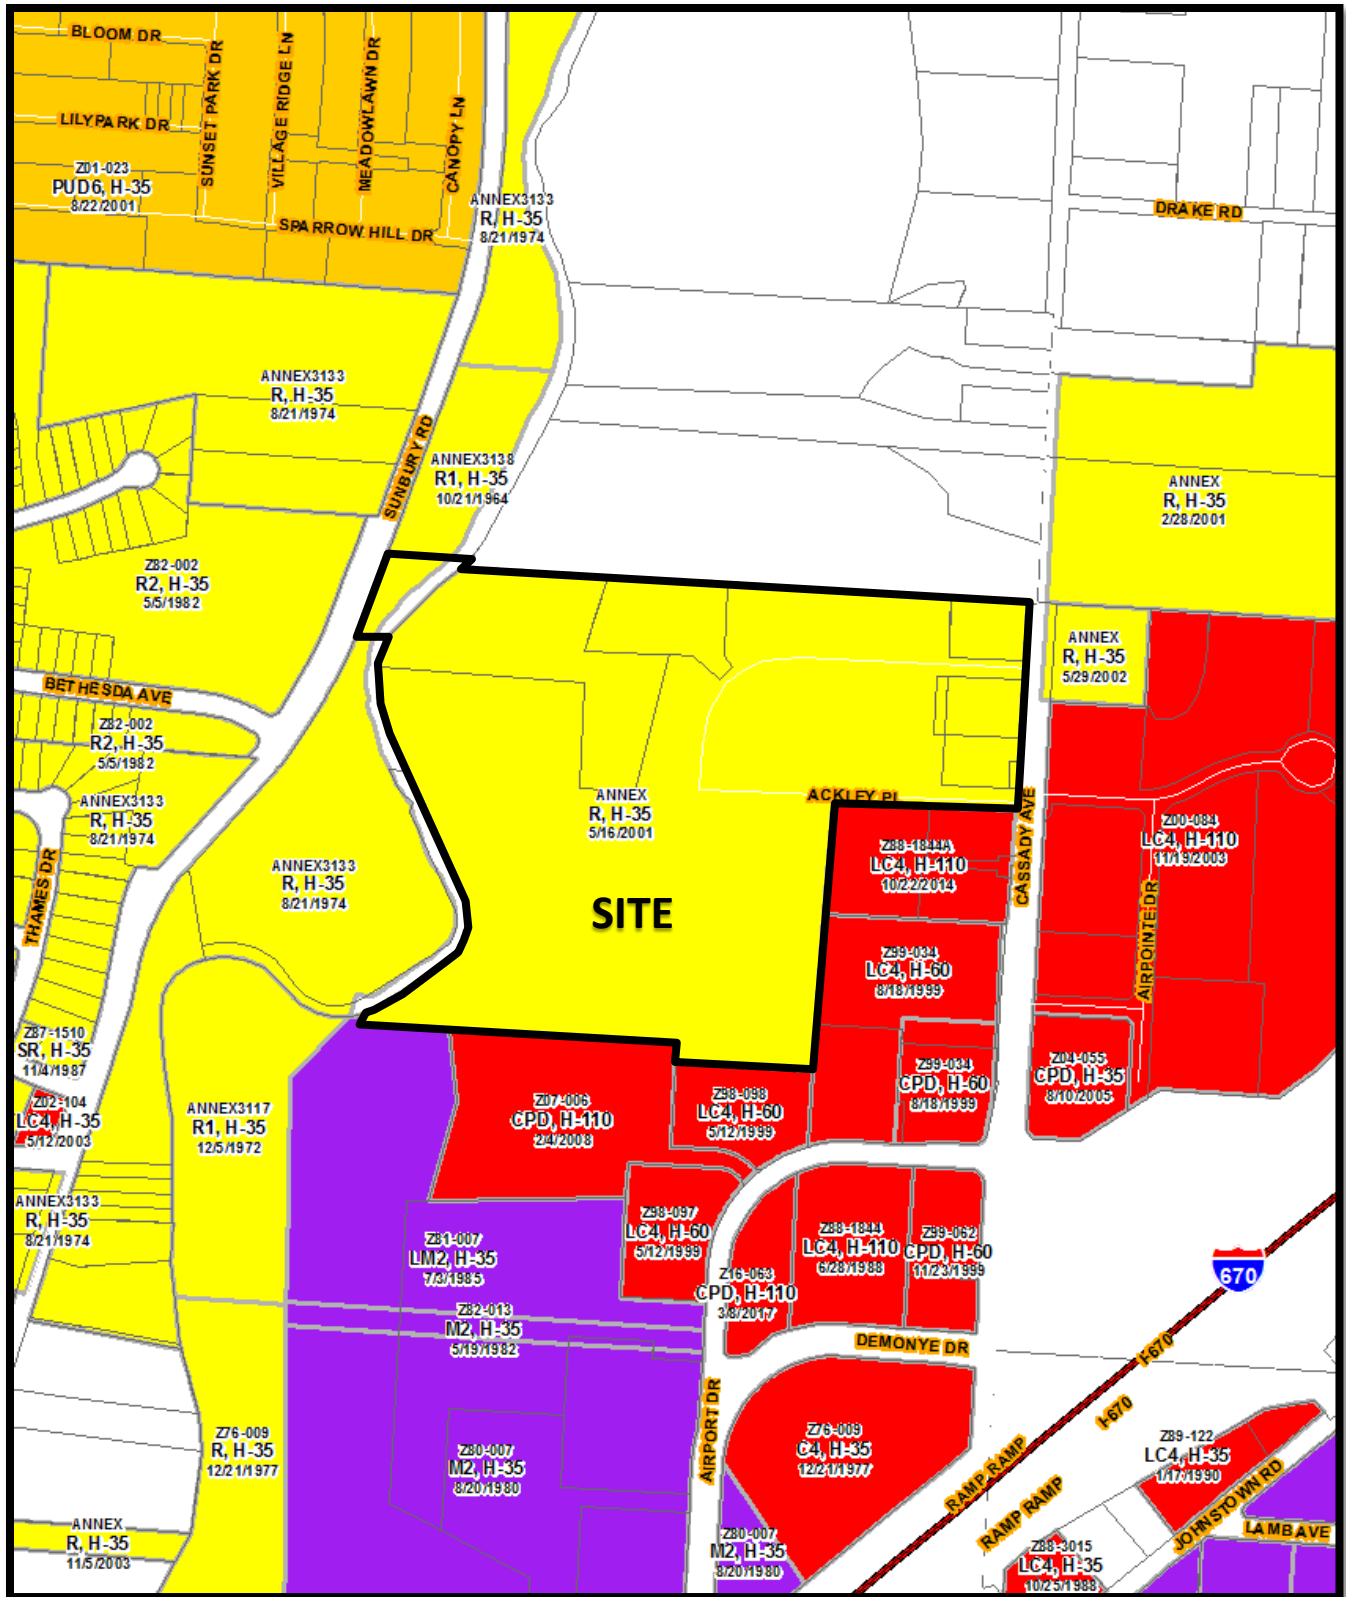 BLOOM DR
SUNSET PARK DR
VILLAGE RIDGE LN
MEADOWLAWN DR
CANOPY LN
LILYPARK DR
Z01-023
PUD6, H-35
8/22/2001
SPARROW HILL DR
ANNEX3133
R, H-35
8/21/1974
DRAKE RD
ANNEX3133
R, H-35
8/21/1974
SUNBURY RD
ANNEX3138
R1, H-35
10/21/1964
ANNEX
R, H-35
2/28/2001
Z82-002
R2, H-35
5/5/1982
ANNEX
R, H-35
5/29/2002
BETHESDA AVE
Z82-002
R2, H-35
5/5/1982
ANNEX3133
R, H-35
8/21/1974
ANNEX
R, H-35
5/16/2001
ACKLEY PL
CASSADY AVE
Z00-084
LC4, H-110
11/19/2003
Z88-1844A
LC4, H-110
10/22/2014
THAMES DR
ANNEX3133
R, H-35
8/21/1974
SITE
AIRPOINTE DR
Z99-034
LC4, H-60
8/18/1999
Z87-1510
SR, H-35
11/4/1987
Z99-034
CPD, H-60
8/18/1999
Z04-055
CPD, H-35
8/10/2005
Z02-104
LC4, H-35
5/12/2003
ANNEX3117
R1, H-35
12/5/1972
Z07-006
CPD, H-110
2/4/2008
Z98-098
LC4, H-60
5/12/1999
ANNEX3133
R, H-35
8/21/1974
Z81-007
LM2, H-35
7/3/1985
Z98-097
LC4, H-60
5/12/1999
Z88-1844
LC4, H-110
6/28/1988
Z99-062
CPD, H-60
11/23/1999
Z16-063
CPD, H-110
3/8/2017
670
Z82-013
M2, H-35
5/19/1982
DEMONYE DR
I-670
I-670
AIRPORT DR
Z76-009
R, H-35
12/21/1977
Z80-007
M2, H-35
8/20/1980
Z76-009
C4, H-35
12/21/1977
Z89-122
LC4, H-35
1/17/1990
RAMP RAMP
RAMP RAMP
JOHNSTOWN RD
LAMB AVE
ANNEX
R, H-35
11/5/2003
Z80-007
M2, H-35
8/20/1980
Z88-3015
LC4, H-35
10/25/1988